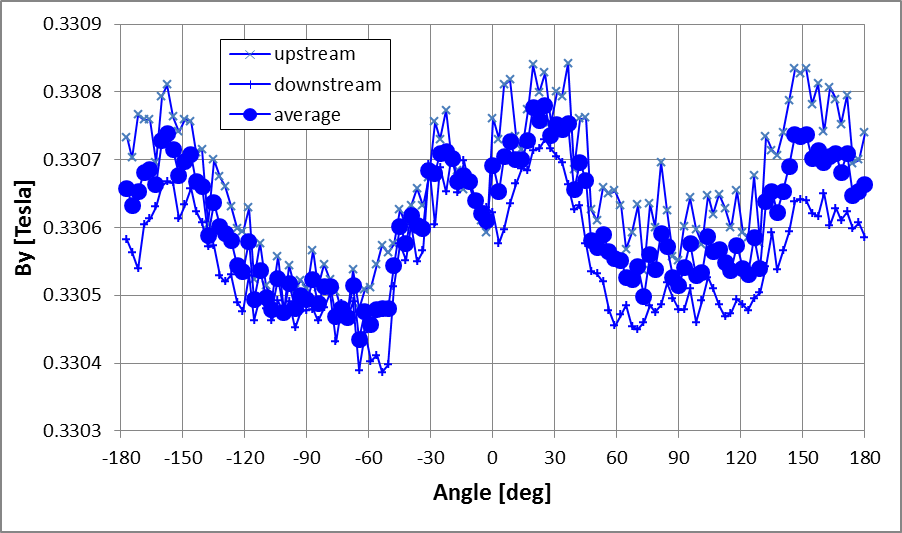 0.3309
0.3308
0.3307
0.3306
0.3305
0.3304
0.3303
By [Tesla]
upstream
downstream
average
-180 -150 -120 -90 -60 -30 0 30 60 90 120 150 180
Angle [deg]